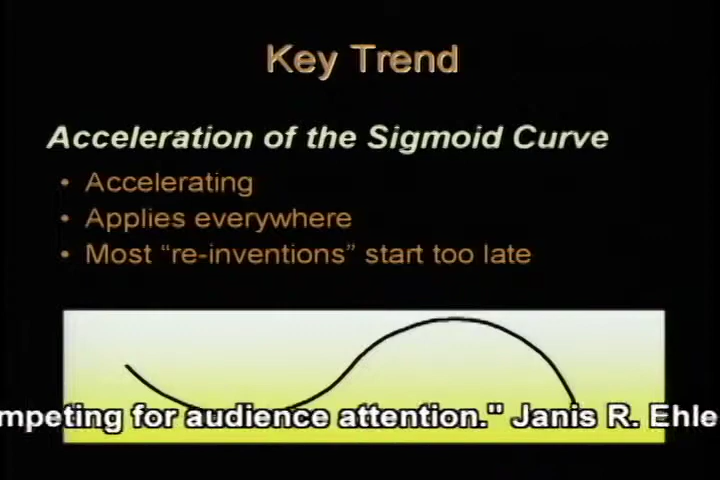 Key Trend
Acceleration of the Sigmoid Curve
• Accelerating
• Applies everywhere
• Most “re-inventions” start too late
mpeting for audience attention." Janis R. Ehle